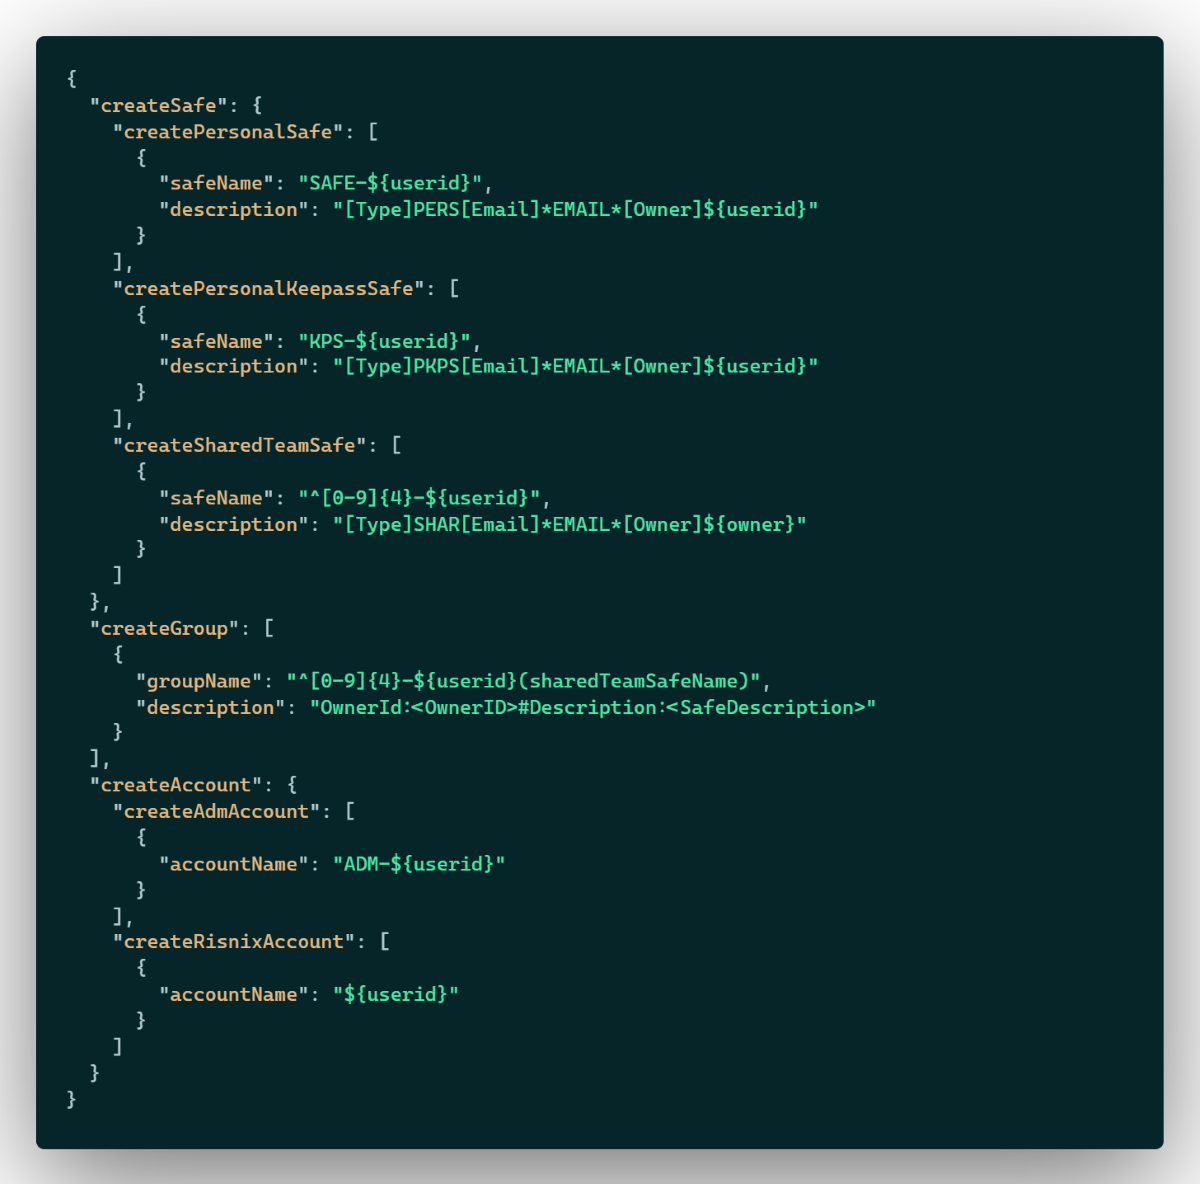 {
  "createSafe": {
    "createPersonalSafe": [
      {
        "safeName": "SAFE-${userid}",
        "description": "[Type]PERS[Email]*EMAIL*[Owner]${userid}"
      }
    ],
    "createPersonalKeepassSafe": [
      {
        "safeName": "KPS-${userid}",
        "description": "[Type]PKPS[Email]*EMAIL*[Owner]${userid}"
      }
    ],
    "createSharedTeamSafe": [
      {
        "safeName": "^[0-9]{4}-${userid}",
        "description": "[Type]SHAR[Email]*EMAIL*[Owner]${owner}"
      }
    ]
  },
  "createGroup": [
    {
      "groupName": "^[0-9]{4}-${userid}(sharedTeamSafeName)",
      "description": "OwnerId:<OwnerID>#Description:<SafeDescription>"
    }
  ],
  "createAccount": {
    "createAdmAccount": [
      {
        "accountName": "ADM-${userid}"
      }
    ],
    "createRisnixAccount": [
      {
        "accountName": "${userid}"
      }
    ]
  }
}